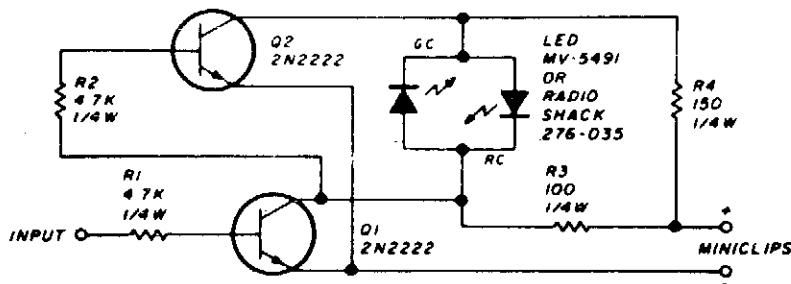 Q2
2N2222
R2
4.7K
1/4W
GC
LED
MV-5491
OR
RADIO
SHACK
276-035
R4
150
1/4W
RC
R1
4.7K
1/4W
R3
100
1/4W
INPUT
Q1
2N2222
+
MINICLIPS
-